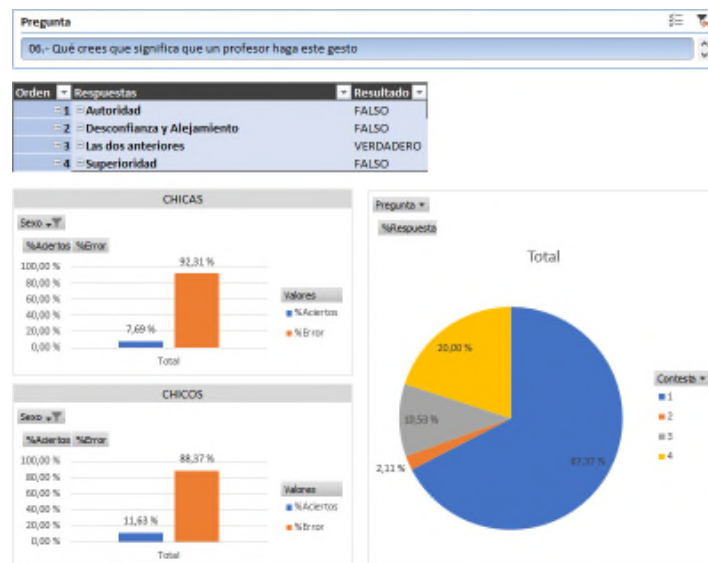 Pregunta
06.- Qué crees que significa que un profesor haga este gesto
Orden Respuestas Resultado
1 Autoridad FALSO
2 Desconfianza y Alejamiento FALSO
3 Las dos anteriores VERDADERO
4 Superioridad FALSO
CHICAS
Sexo
%Aciertos %Error
100,00 %
80,00 %
60,00 %
40,00 %
20,00 %
0,00 %
7,69 %
92,31 %
Total
Valores
%Aciertos
%Error
CHICOS
Sexo
%Aciertos %Error
100,00 %
80,00 %
60,00 %
40,00 %
20,00 %
0,00 %
11,63 %
88,37 %
Total
Valores
%Aciertos
%Error
Pregunta
%Respuesta
Total
20,00 %
10,53 %
2,11 %
67,37 %
Contesta
1
2
3
4